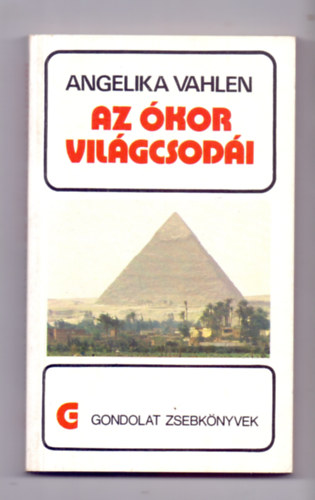 ANGELIKA VAHLEN
AZ ÓKOR
VILÁGCSODÁI
G GONDOLAT ZSEBKÖNYVEK